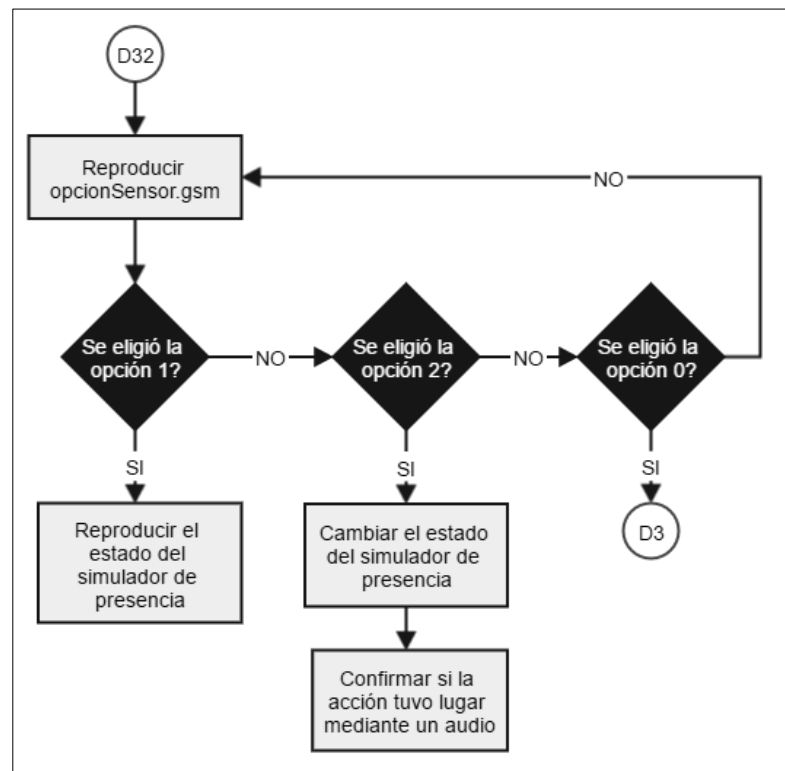 D32
Reproducir
opcionSensor.gsm
NO
Se eligió la
opción 1?
NO
Se eligió la
opción 2?
NO
Se eligió la
opción 0?
SI
SI
SI
Reproducir el
estado del
simulador de
presencia
Cambiar el estado
del simulador de
presencia
D3
Confirmar si la
acción tuvo lugar
mediante un audio